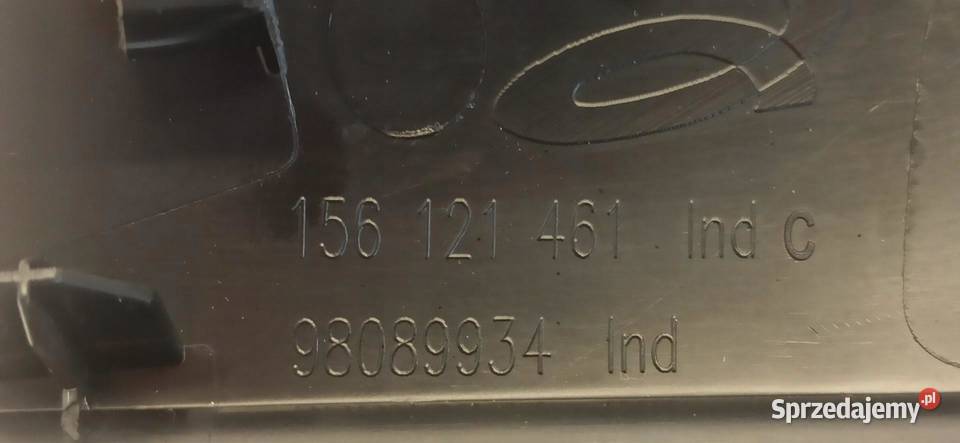 156 121 461 Ind C
98089934 Ind
Sprzedajemy.pl